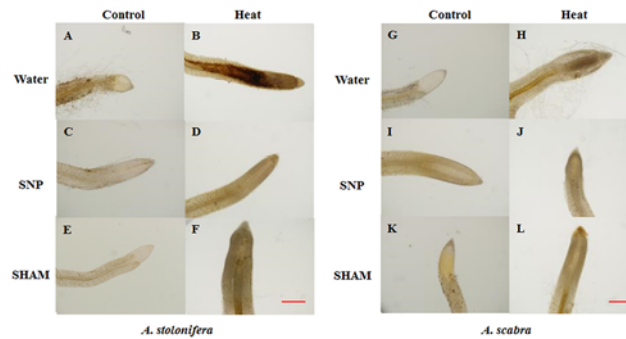 Control Heat Control Heat
A B G H
Water Water
C D I J
SNP SNP
E F K L
SHAM SHAM
A. stolonifera A. scabra